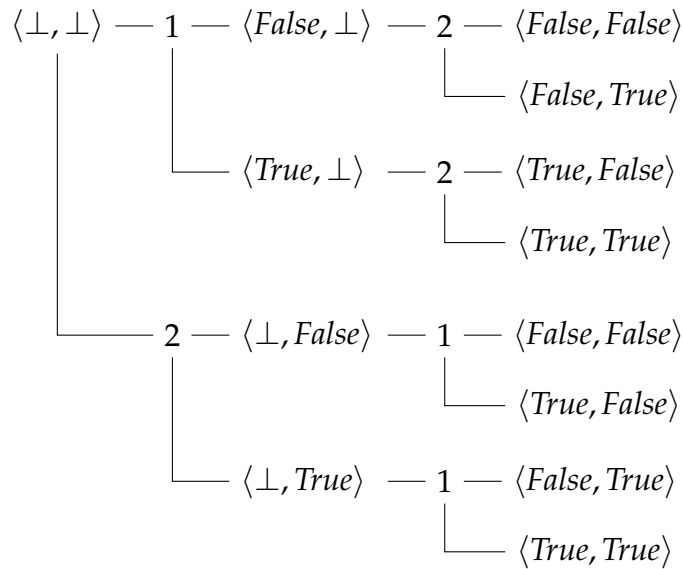 ⟨⊥, ⊥⟩ 1 ⟨False, ⊥⟩ 2 ⟨False, False⟩
⟨False, True⟩
⟨True, ⊥⟩ 2 ⟨True, False⟩
⟨True, True⟩
2 ⟨⊥, False⟩ 1 ⟨False, False⟩
⟨True, False⟩
⟨⊥, True⟩ 1 ⟨False, True⟩
⟨True, True⟩